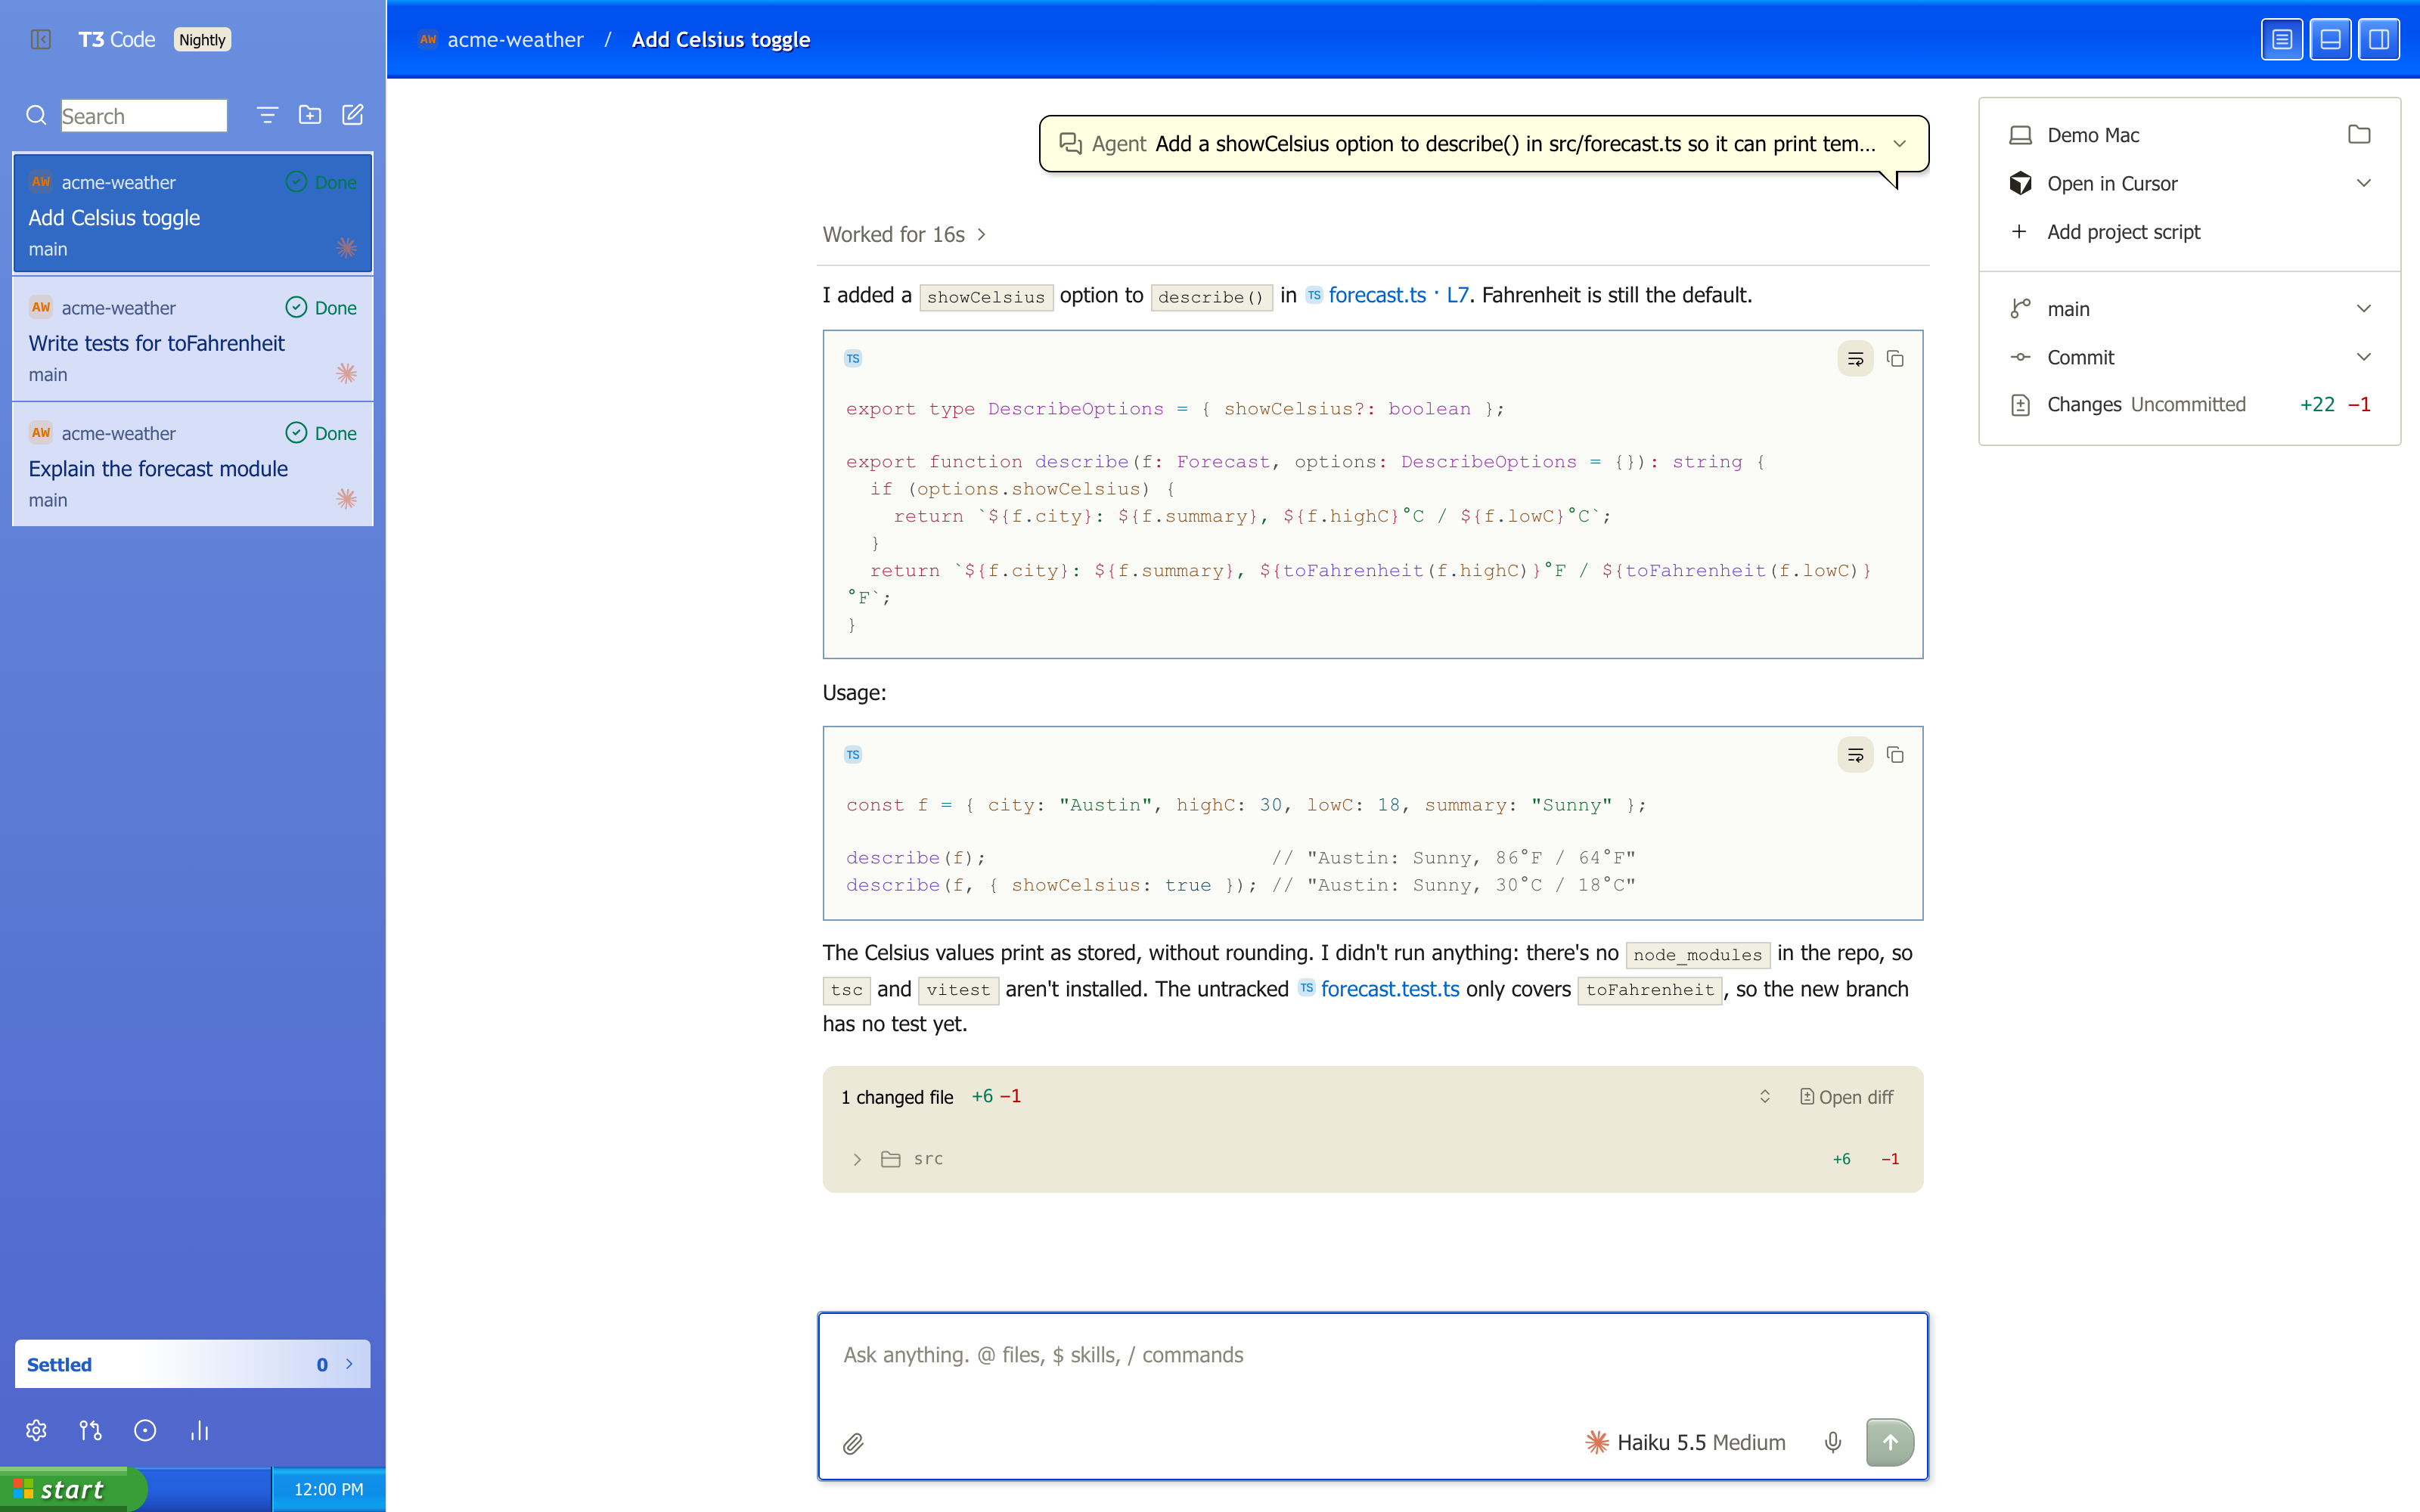 T3 Code Nightly
Search
AW acme-weather Done
Add Celsius toggle
main
AW acme-weather Done
Write tests for toFahrenheit
main
AW acme-weather Done
Explain the forecast module
main
Settled 0
start 12:00 PM
AW acme-weather / Add Celsius toggle
Agent Add a showCelsius option to describe() in src/forecast.ts so it can print tem...
Worked for 16s
I added a showCelsius option to describe() in TS forecast.ts · L7. Fahrenheit is still the default.
TS
export type DescribeOptions = { showCelsius?: boolean };
export function describe(f: Forecast, options: DescribeOptions = {}): string {
  if (options.showCelsius) {
    return `${f.city}: ${f.summary}, ${f.highC}°C / ${f.lowC}°C`;
  }
  return `${f.city}: ${f.summary}, ${toFahrenheit(f.highC)}°F / ${toFahrenheit(f.lowC)}
°F`;
}
Usage:
TS
const f = { city: "Austin", highC: 30, lowC: 18, summary: "Sunny" };
describe(f);                        // "Austin: Sunny, 86°F / 64°F"
describe(f, { showCelsius: true }); // "Austin: Sunny, 30°C / 18°C"
The Celsius values print as stored, without rounding. I didn't run anything: there's no node_modules in the repo, so
tsc and vitest aren't installed. The untracked TS forecast.test.ts only covers toFahrenheit, so the new branch
has no test yet.
1 changed file +6 −1 Open diff
src +6 −1
Ask anything. @ files, $ skills, / commands
Haiku 5.5 Medium
Demo Mac
Open in Cursor
Add project script
main
Commit
Changes Uncommitted +22 −1